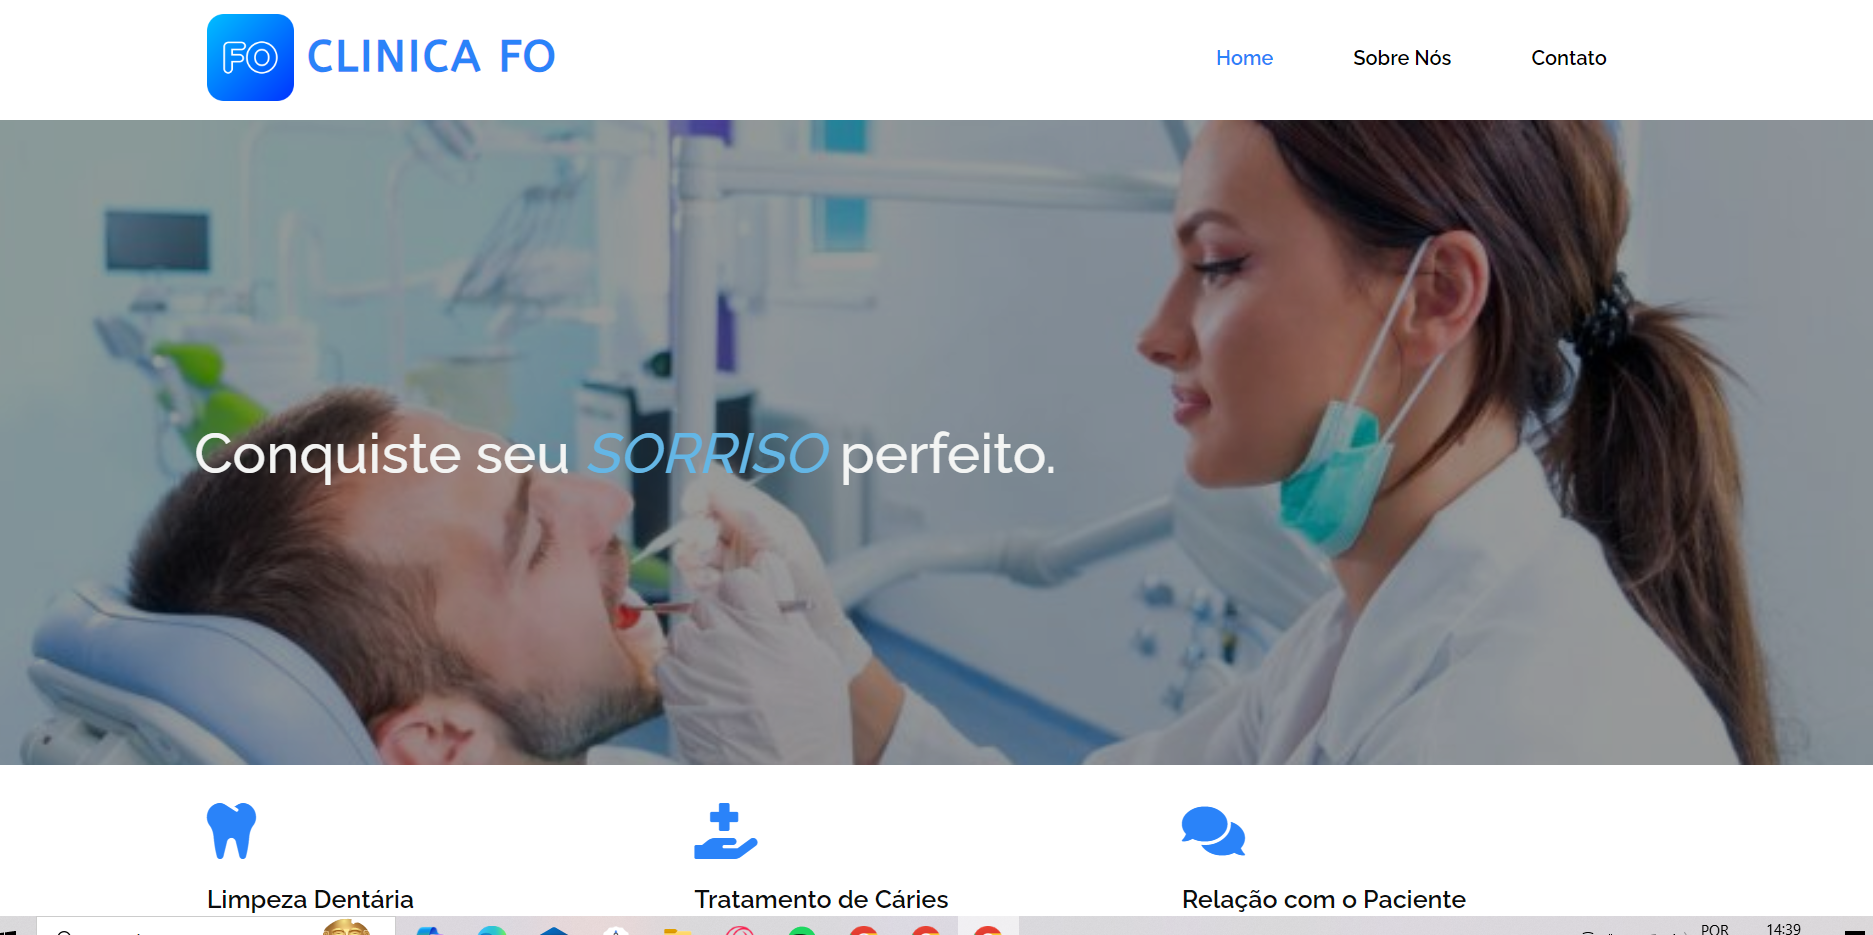 FO CLINICA FO
Home Sobre Nós Contato
Conquiste seu SORRISO perfeito.
Limpeza Dentária
Tratamento de Cáries
Relação com o Paciente
POR
14:39